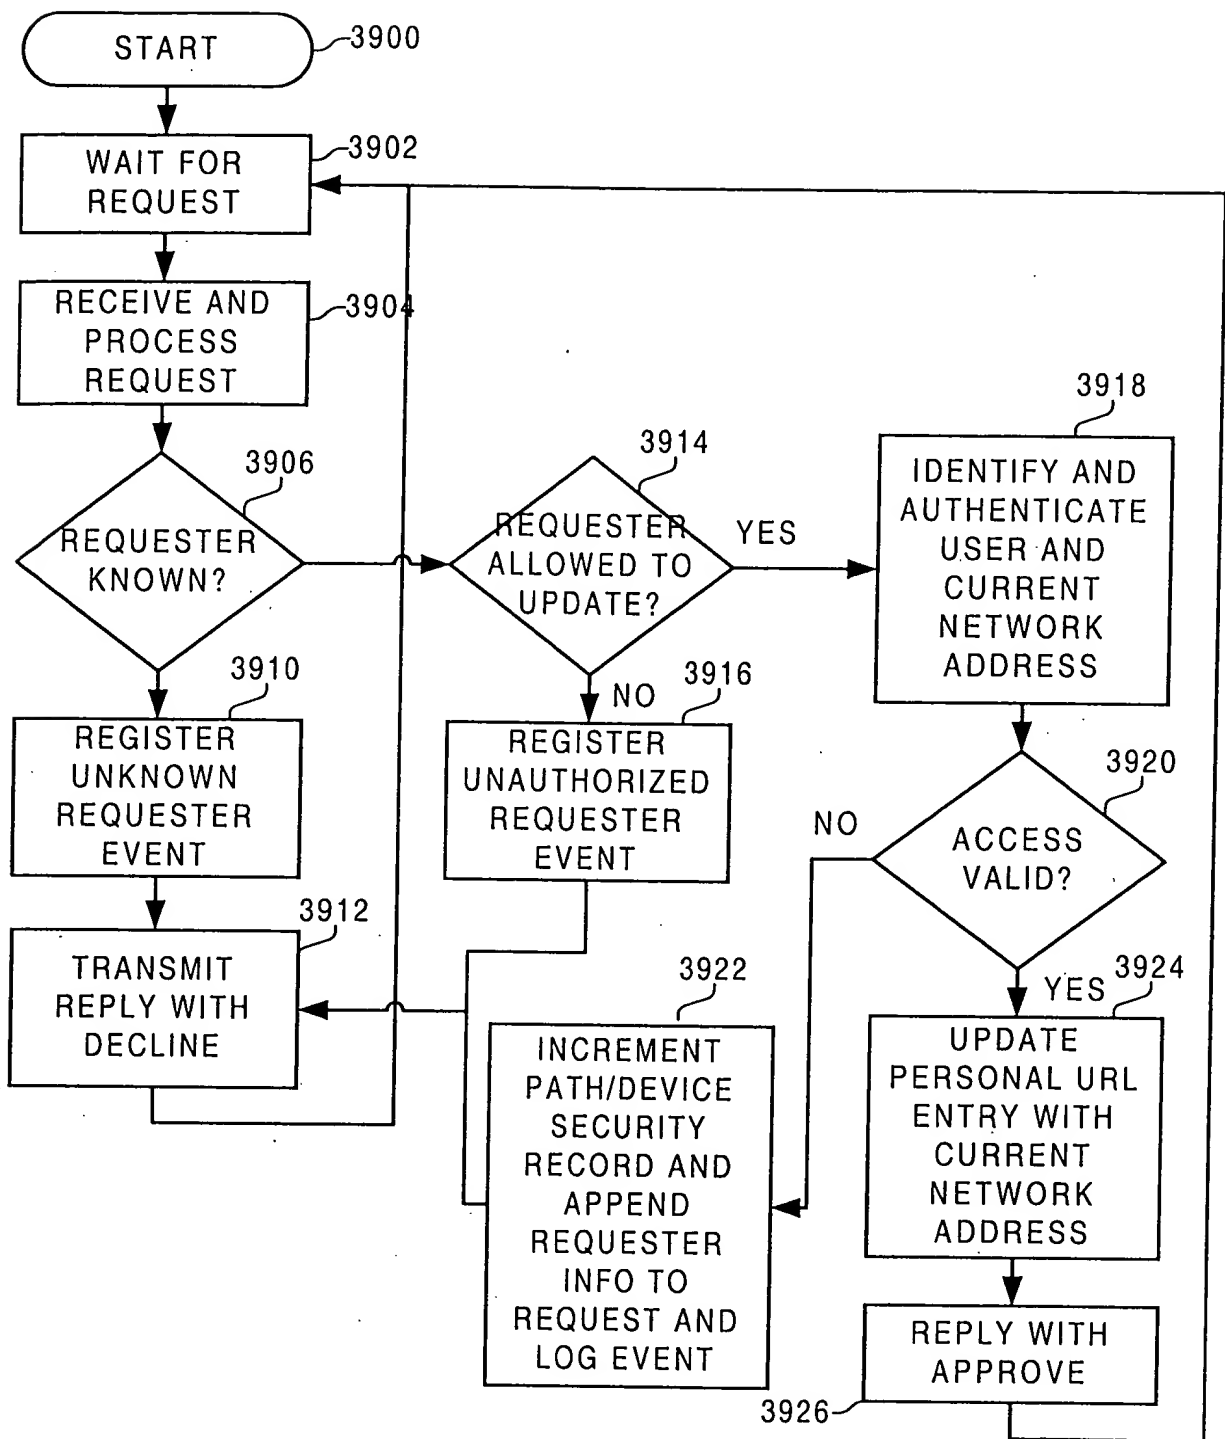 START
3900
WAIT FOR
REQUEST
3902
RECEIVE AND
PROCESS
REQUEST
3904
REQUESTER
KNOWN?
3906
REGISTER
UNKNOWN
REQUESTER
EVENT
3910
TRANSMIT
REPLY WITH
DECLINE
3912
REQUESTER
ALLOWED TO
UPDATE?
3914
YES
NO
REGISTER
UNAUTHORIZED
REQUESTER
EVENT
3916
IDENTIFY AND
AUTHENTICATE
USER AND
CURRENT
NETWORK
ADDRESS
3918
ACCESS
VALID?
3920
NO
YES
INCREMENT
PATH/DEVICE
SECURITY
RECORD AND
APPEND
REQUESTER
INFO TO
REQUEST AND
LOG EVENT
3922
UPDATE
PERSONAL URL
ENTRY WITH
CURRENT
NETWORK
ADDRESS
3924
REPLY WITH
APPROVE
3926